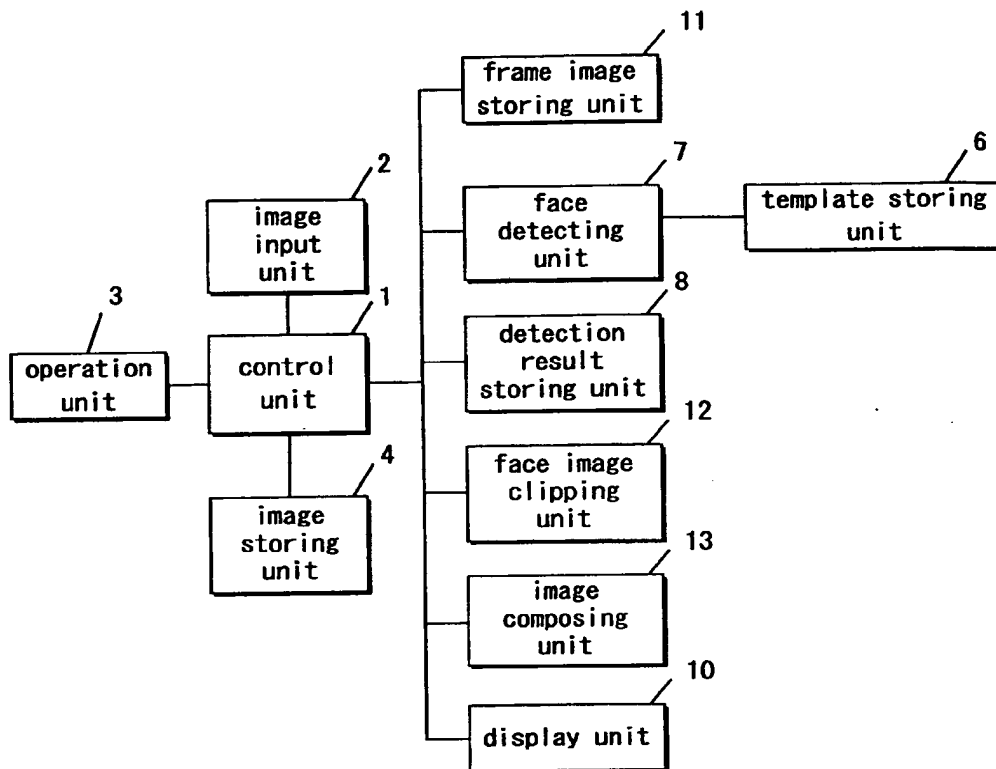 11
frame image
storing unit
7
face
detecting
unit
6
template storing
unit
2
image
input
unit
8
detection
result
storing unit
3
operation
unit
1
control
unit
12
face image
clipping
unit
4
image
storing
unit
13
image
composing
unit
10
display unit